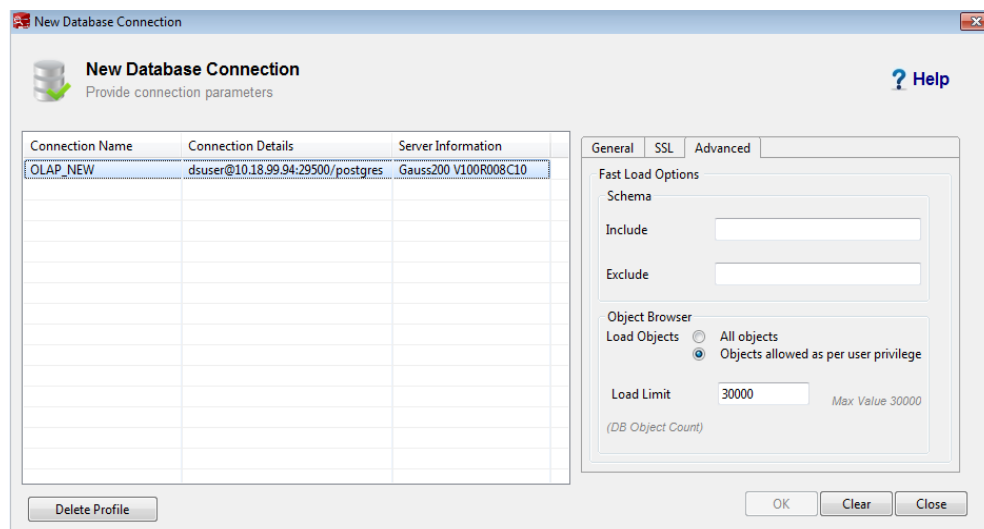 New Database Connection
New Database Connection
Provide connection parameters
? Help
Connection Name Connection Details Server Information
OLAP_NEW dsuser@10.18.99.94:29500/postgres Gauss200 V100R008C10
General SSL Advanced
Fast Load Options
Schema
Include
Exclude
Object Browser
Load Objects All objects
Objects allowed as per user privilege
Load Limit 30000 Max Value 30000
(DB Object Count)
Delete Profile OK Clear Close